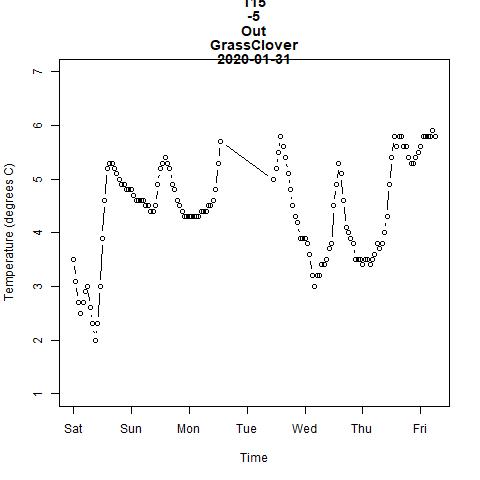 115
-5
Out
GrassClover
2020-01-31
Temperature (degrees C)
7
6
5
4
3
2
1
Sat Sun Mon Tue Wed Thu Fri
Time